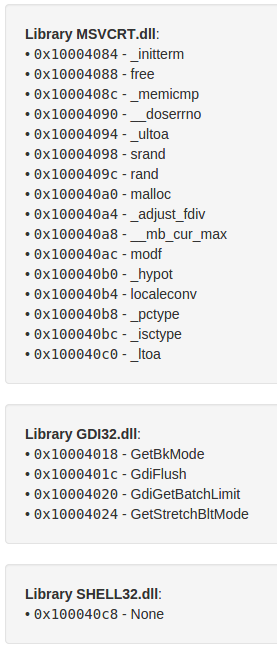 Library MSVCRT.dll:
• 0x10004084 - _initterm
• 0x10004088 - free
• 0x1000408c - _memicmp
• 0x10004090 - __doserrno
• 0x10004094 - _ultoa
• 0x10004098 - srand
• 0x1000409c - rand
• 0x100040a0 - malloc
• 0x100040a4 - _adjust_fdiv
• 0x100040a8 - __mb_cur_max
• 0x100040ac - modf
• 0x100040b0 - _hypot
• 0x100040b4 - localeconv
• 0x100040b8 - _pctype
• 0x100040bc - _isctype
• 0x100040c0 - _ltoa
Library GDI32.dll:
• 0x10004018 - GetBkMode
• 0x1000401c - GdiFlush
• 0x10004020 - GdiGetBatchLimit
• 0x10004024 - GetStretchBltMode
Library SHELL32.dll:
• 0x100040c8 - None